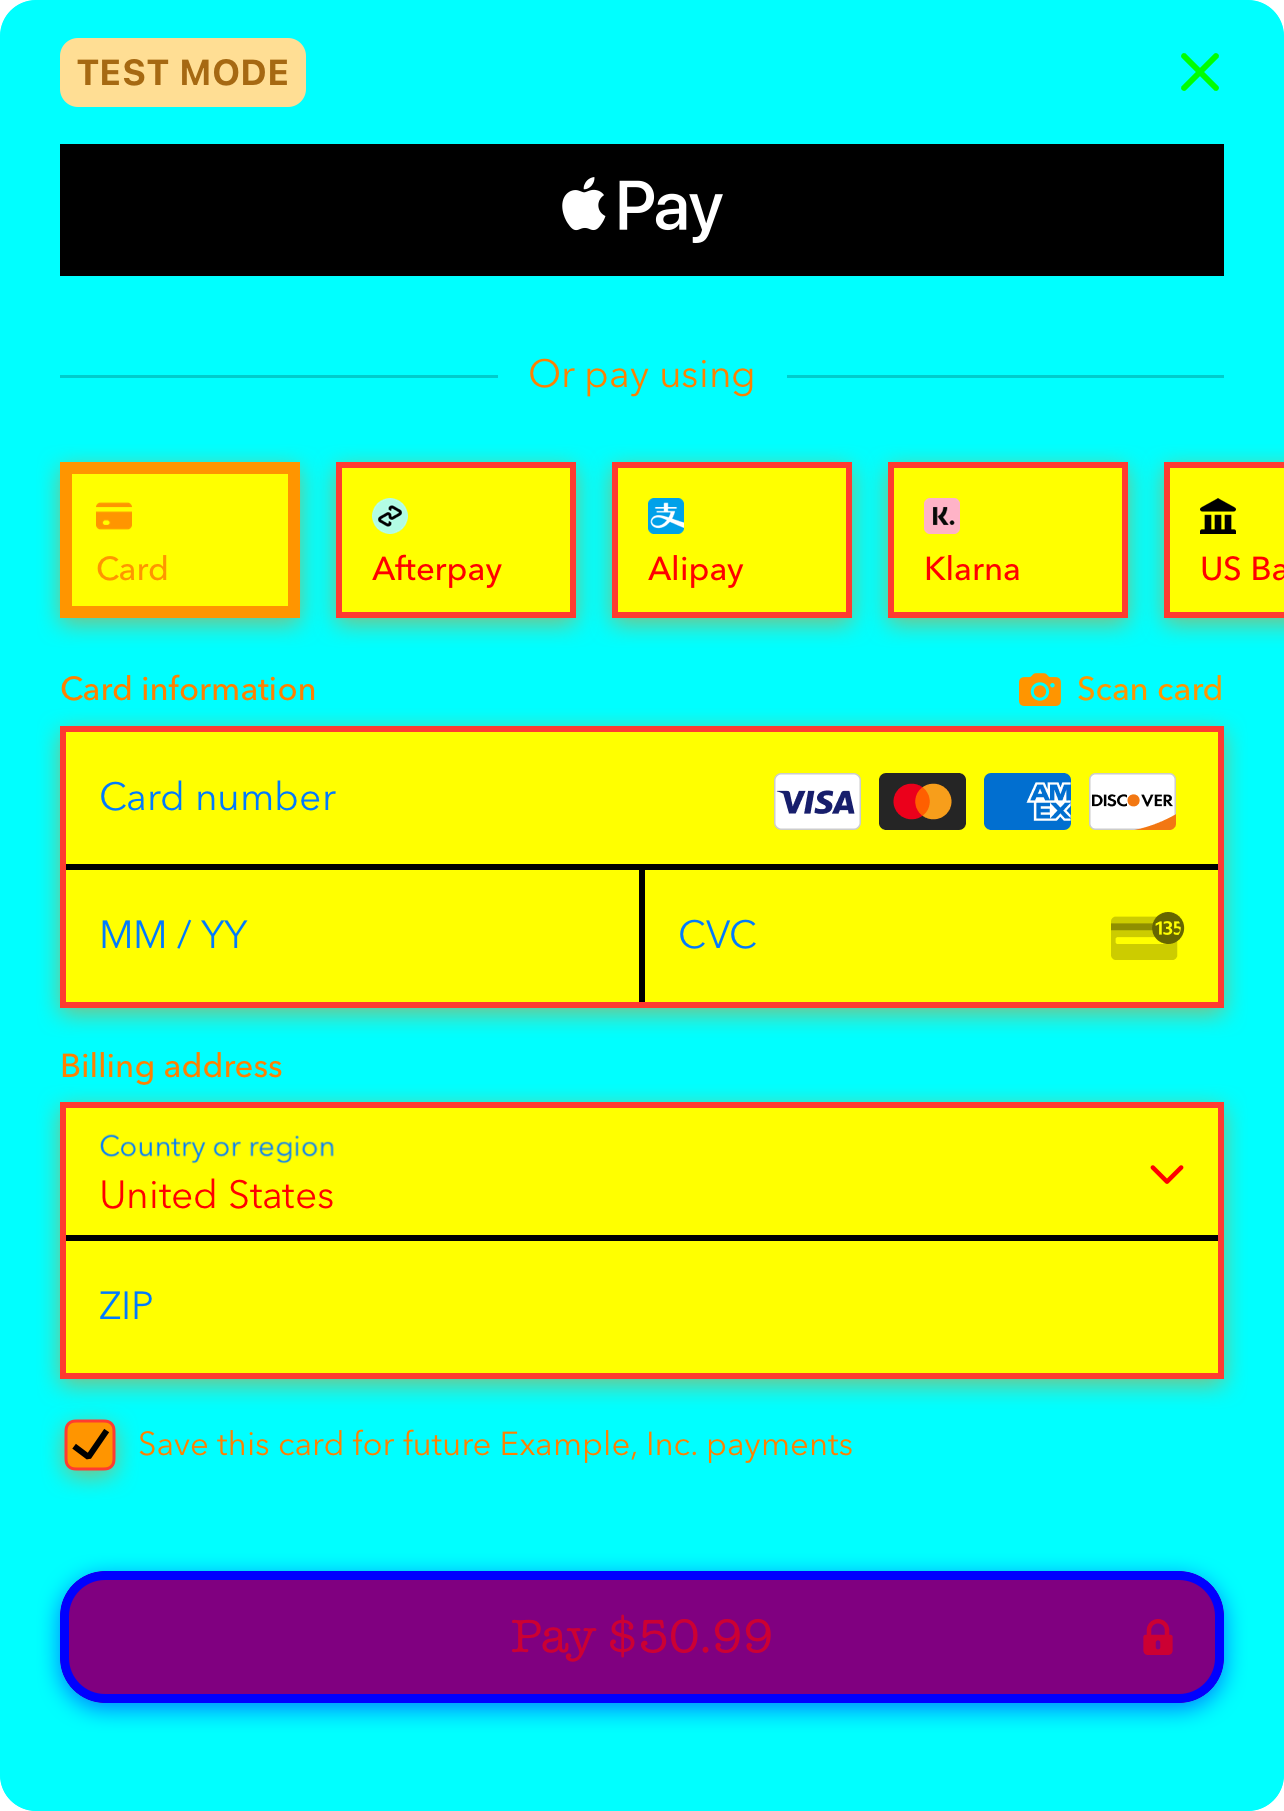 TEST MODE
Pay
Or pay using
Card
Afterpay
Alipay
Klarna
US Ba
Card information
Scan card
Card number
VISA
AM
EX
DISCOVER
MM / YY
CVC
135
Billing address
Country or region
United States
ZIP
Save this card for future Example, Inc. payments
Pay $50.99